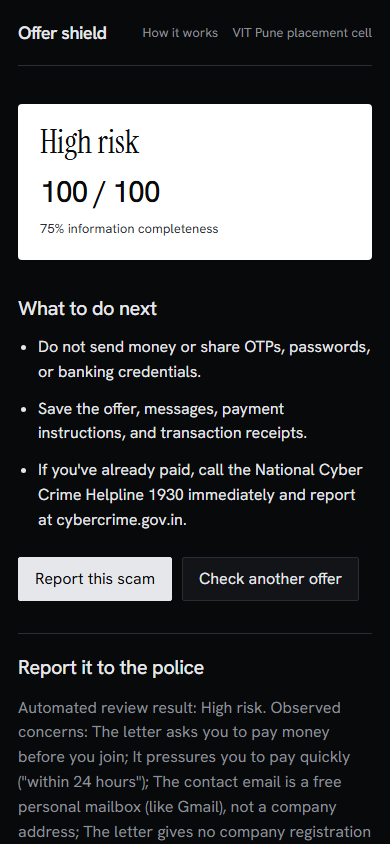 Offer shield
How it works
VIT Pune placement cell
High risk
100 / 100
75% information completeness
What to do next
• Do not send money or share OTPs, passwords,
or banking credentials.
• Save the offer, messages, payment
instructions, and transaction receipts.
• If you've already paid, call the National Cyber
Crime Helpline 1930 immediately and report
at cybercrime.gov.in.
Report this scam
Check another offer
Report it to the police
Automated review result: High risk. Observed
concerns: The letter asks you to pay money
before you join; It pressures you to pay quickly
("within 24 hours"); The contact email is a free
personal mailbox (like Gmail), not a company
address; The letter gives no company registration